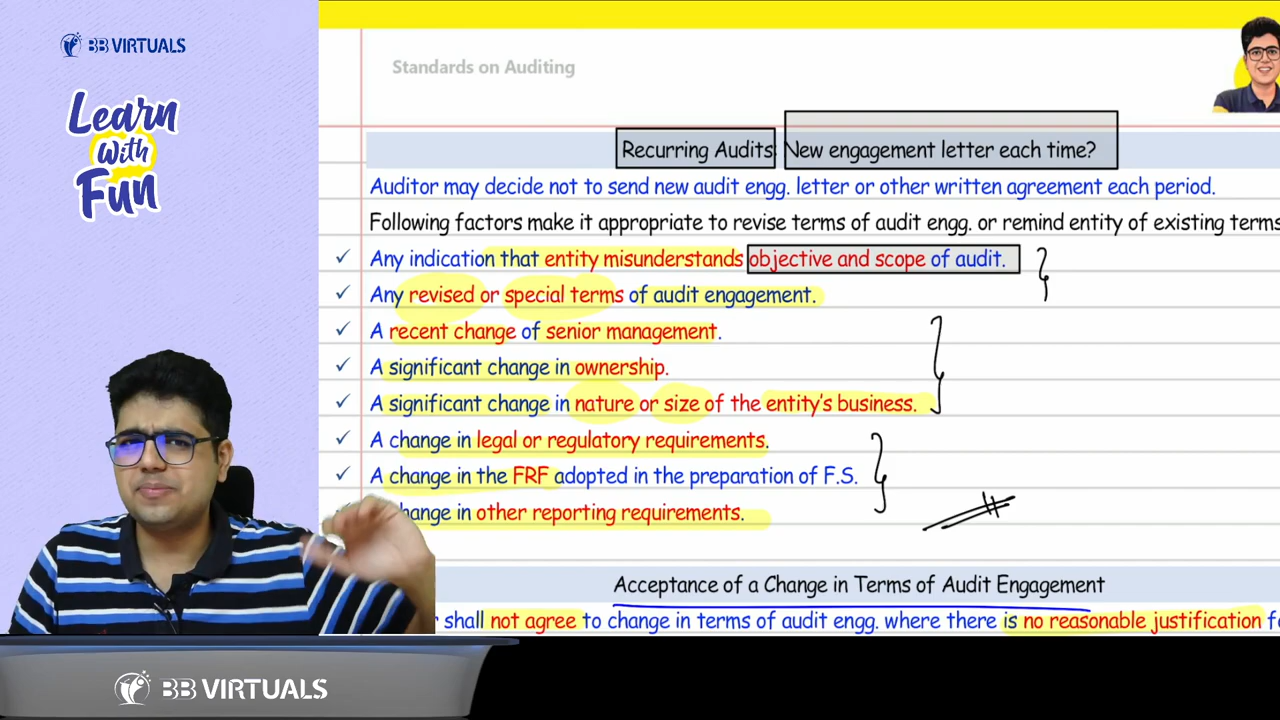 BB VIRTUALS
Learn
With
Fun
Standards on Auditing
Recurring Audits: New engagement letter each time?
Auditor may decide not to send new audit engg. letter or other written agreement each period.
Following factors make it appropriate to revise terms of audit engg. or remind entity of existing terms
✓ Any indication that entity misunderstands objective and scope of audit.
✓ Any revised or special terms of audit engagement.
✓ A recent change of senior management.
✓ A significant change in ownership.
✓ A significant change in nature or size of the entity's business.
✓ A change in legal or regulatory requirements.
✓ A change in the FRF adopted in the preparation of F.S.
change in other reporting requirements.
Acceptance of a Change in Terms of Audit Engagement
shall not agree to change in terms of audit engg. where there is no reasonable justification
BB VIRTUALS